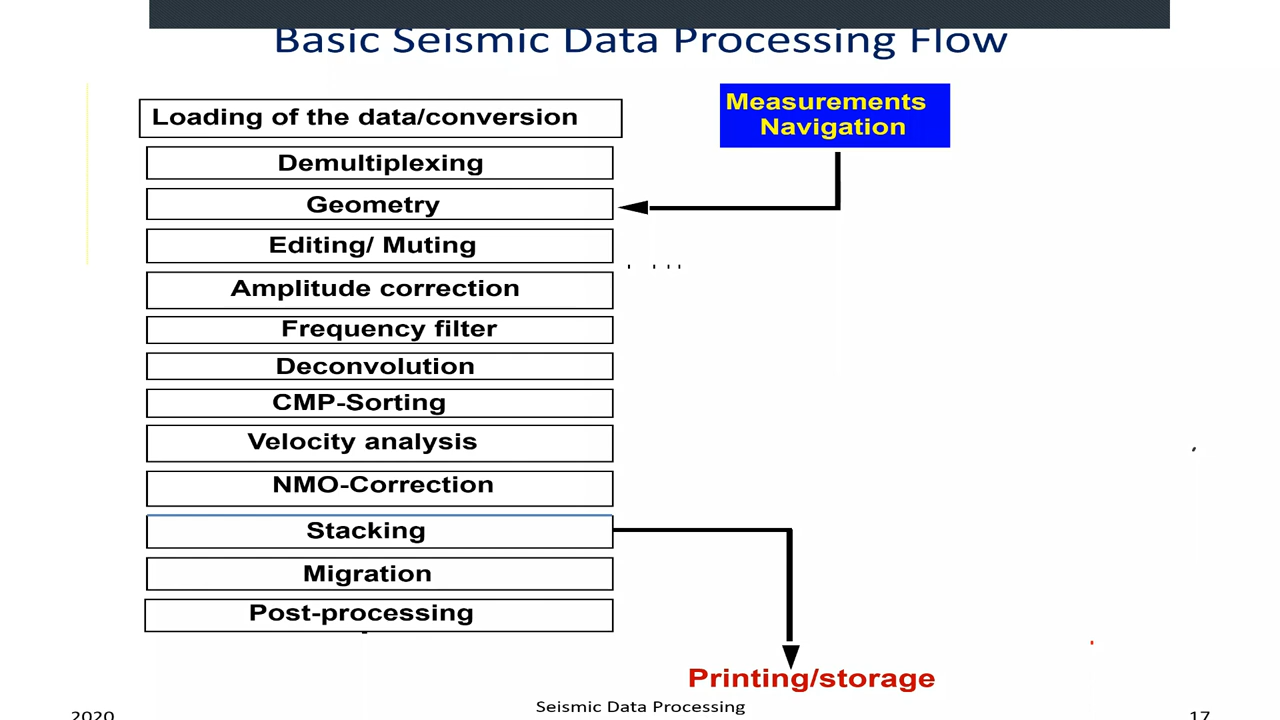 Basic Seismic Data Processing Flow
Loading of the data/conversion
Measurements
Navigation
Demultiplexing
Geometry
Editing/ Muting
Amplitude correction
Frequency filter
Deconvolution
CMP-Sorting
Velocity analysis
NMO-Correction
Stacking
Migration
Post-processing
Printing/storage
2020
Seismic Data Processing
17